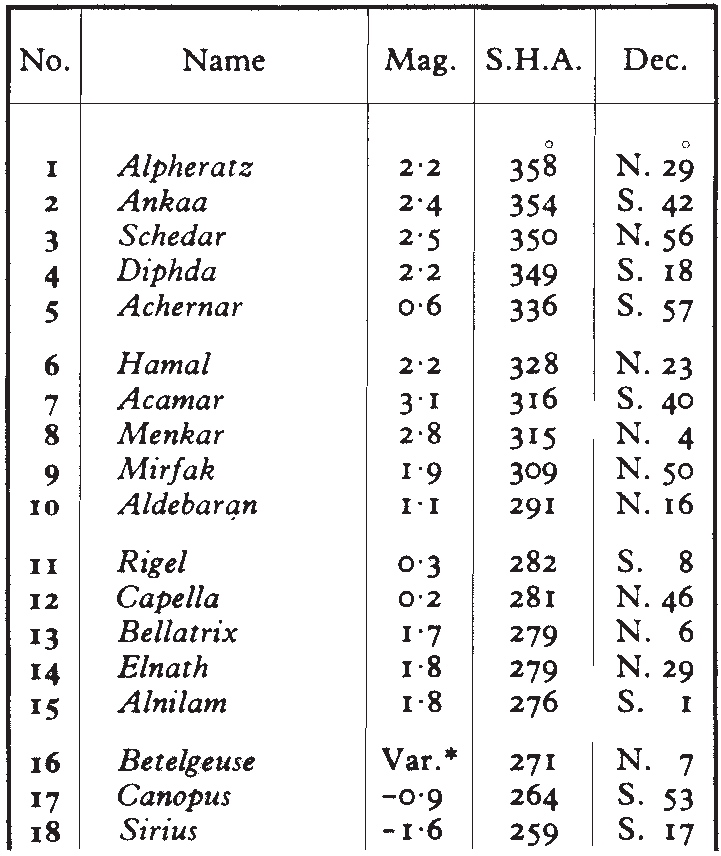 No. Name Mag. S.H.A. Dec.
° °
1 Alpheratz 2·2 358 N. 29
2 Ankaa 2·4 354 S. 42
3 Schedar 2·5 350 N. 56
4 Diphda 2·2 349 S. 18
5 Achernar 0·6 336 S. 57
6 Hamal 2·2 328 N. 23
7 Acamar 3·1 316 S. 40
8 Menkar 2·8 315 N. 4
9 Mirfak 1·9 309 N. 50
10 Aldebaran 1·1 291 N. 16
11 Rigel 0·3 282 S. 8
12 Capella 0·2 281 N. 46
13 Bellatrix 1·7 279 N. 6
14 Elnath 1·8 279 N. 29
15 Alnilam 1·8 276 S. 1
16 Betelgeuse Var.* 271 N. 7
17 Canopus -0·9 264 S. 53
18 Sirius -1·6 259 S. 17